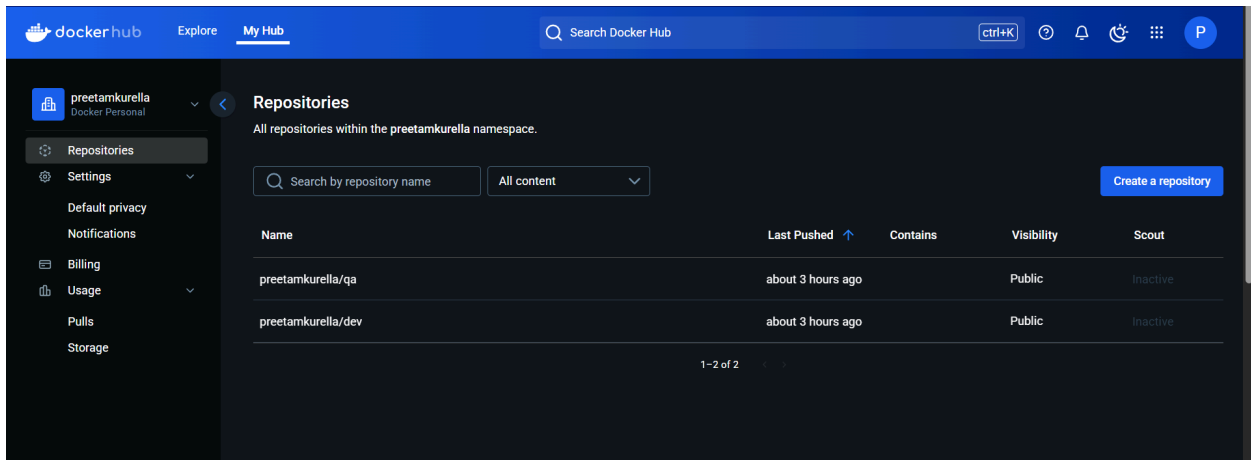 dockerhub Explore My Hub Search Docker Hub ctrl+K ? P
preetamkurella
Docker Personal
Repositories
Settings
Default privacy
Notifications
Billing
Usage
Pulls
Storage
Repositories
All repositories within the preetamkurella namespace.
Search by repository name All content Create a repository
Name Last Pushed Contains Visibility Scout
preetamkurella/qa about 3 hours ago Public Inactive
preetamkurella/dev about 3 hours ago Public Inactive
1–2 of 2